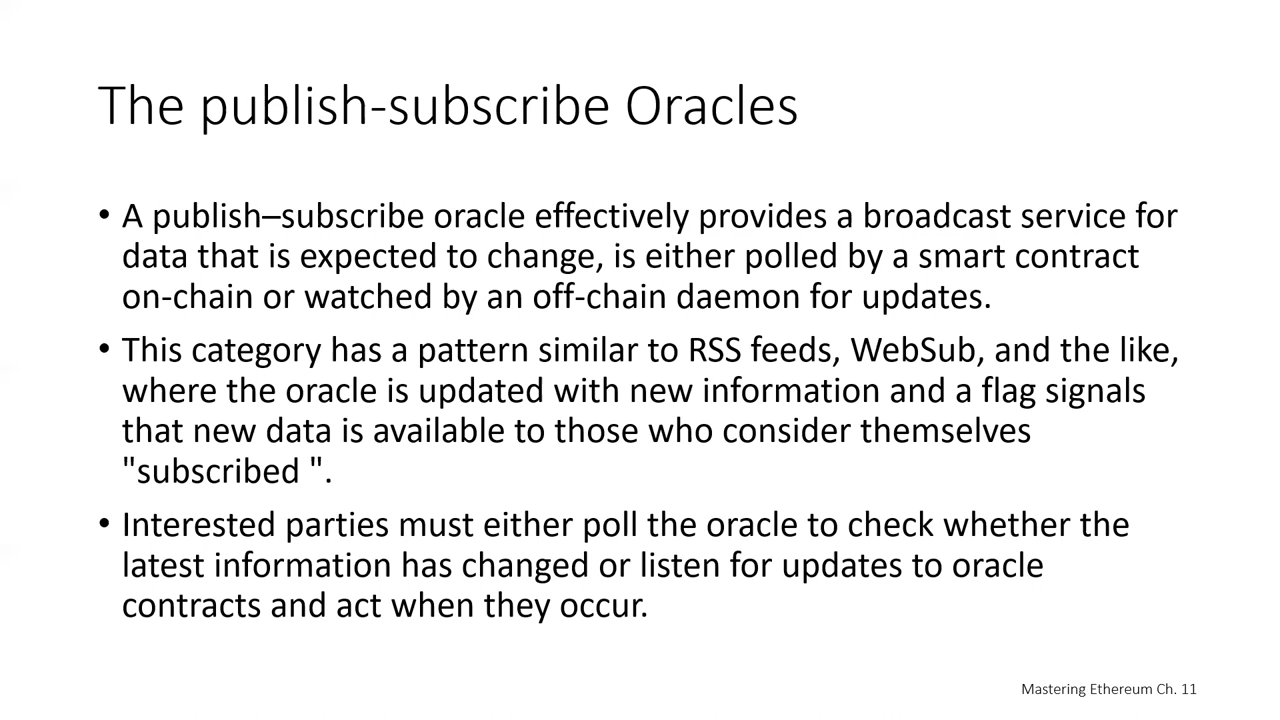 The publish-subscribe Oracles
• A publish–subscribe oracle effectively provides a broadcast service for
data that is expected to change, is either polled by a smart contract
on-chain or watched by an off-chain daemon for updates.
• This category has a pattern similar to RSS feeds, WebSub, and the like,
where the oracle is updated with new information and a flag signals
that new data is available to those who consider themselves
"subscribed ".
• Interested parties must either poll the oracle to check whether the
latest information has changed or listen for updates to oracle
contracts and act when they occur.
Mastering Ethereum Ch. 11